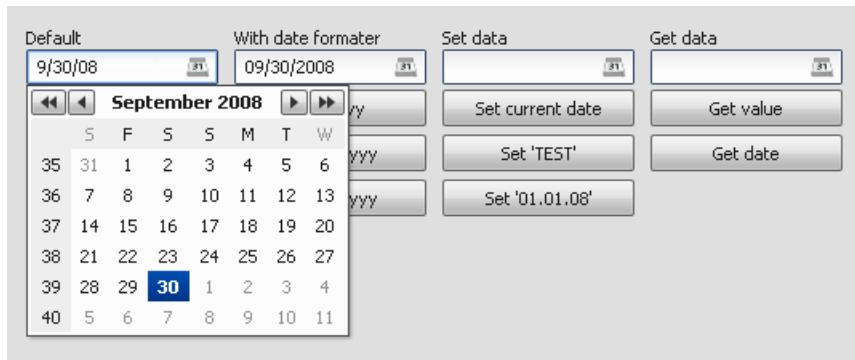 Default With date formater Set data Get data
9/30/08 09/30/2008
September 2008 yy Set current date Get value
S F S S M T W
35 31 1 2 3 4 5 6 yyy Set 'TEST' Get date
36 7 8 9 10 11 12 13 yyy Set '01.01.08'
37 14 15 16 17 18 19 20
38 21 22 23 24 25 26 27
39 28 29 30 1 2 3 4
40 5 6 7 8 9 10 11